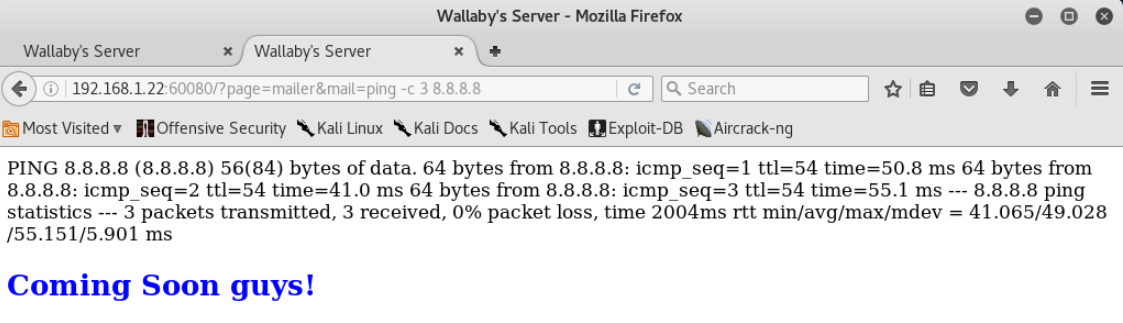 Wallaby's Server - Mozilla Firefox
Wallaby's Server
Wallaby's Server
192.168.1.22:60080/?page=mailer&mail=ping -c 3 8.8.8.8
Search
Most Visited
Offensive Security
Kali Linux
Kali Docs
Kali Tools
Exploit-DB
Aircrack-ng
PING 8.8.8.8 (8.8.8.8) 56(84) bytes of data. 64 bytes from 8.8.8.8: icmp_seq=1 ttl=54 time=50.8 ms 64 bytes from
8.8.8.8: icmp_seq=2 ttl=54 time=41.0 ms 64 bytes from 8.8.8.8: icmp_seq=3 ttl=54 time=55.1 ms --- 8.8.8.8 ping
statistics --- 3 packets transmitted, 3 received, 0% packet loss, time 2004ms rtt min/avg/max/mdev = 41.065/49.028
/55.151/5.901 ms
Coming Soon guys!